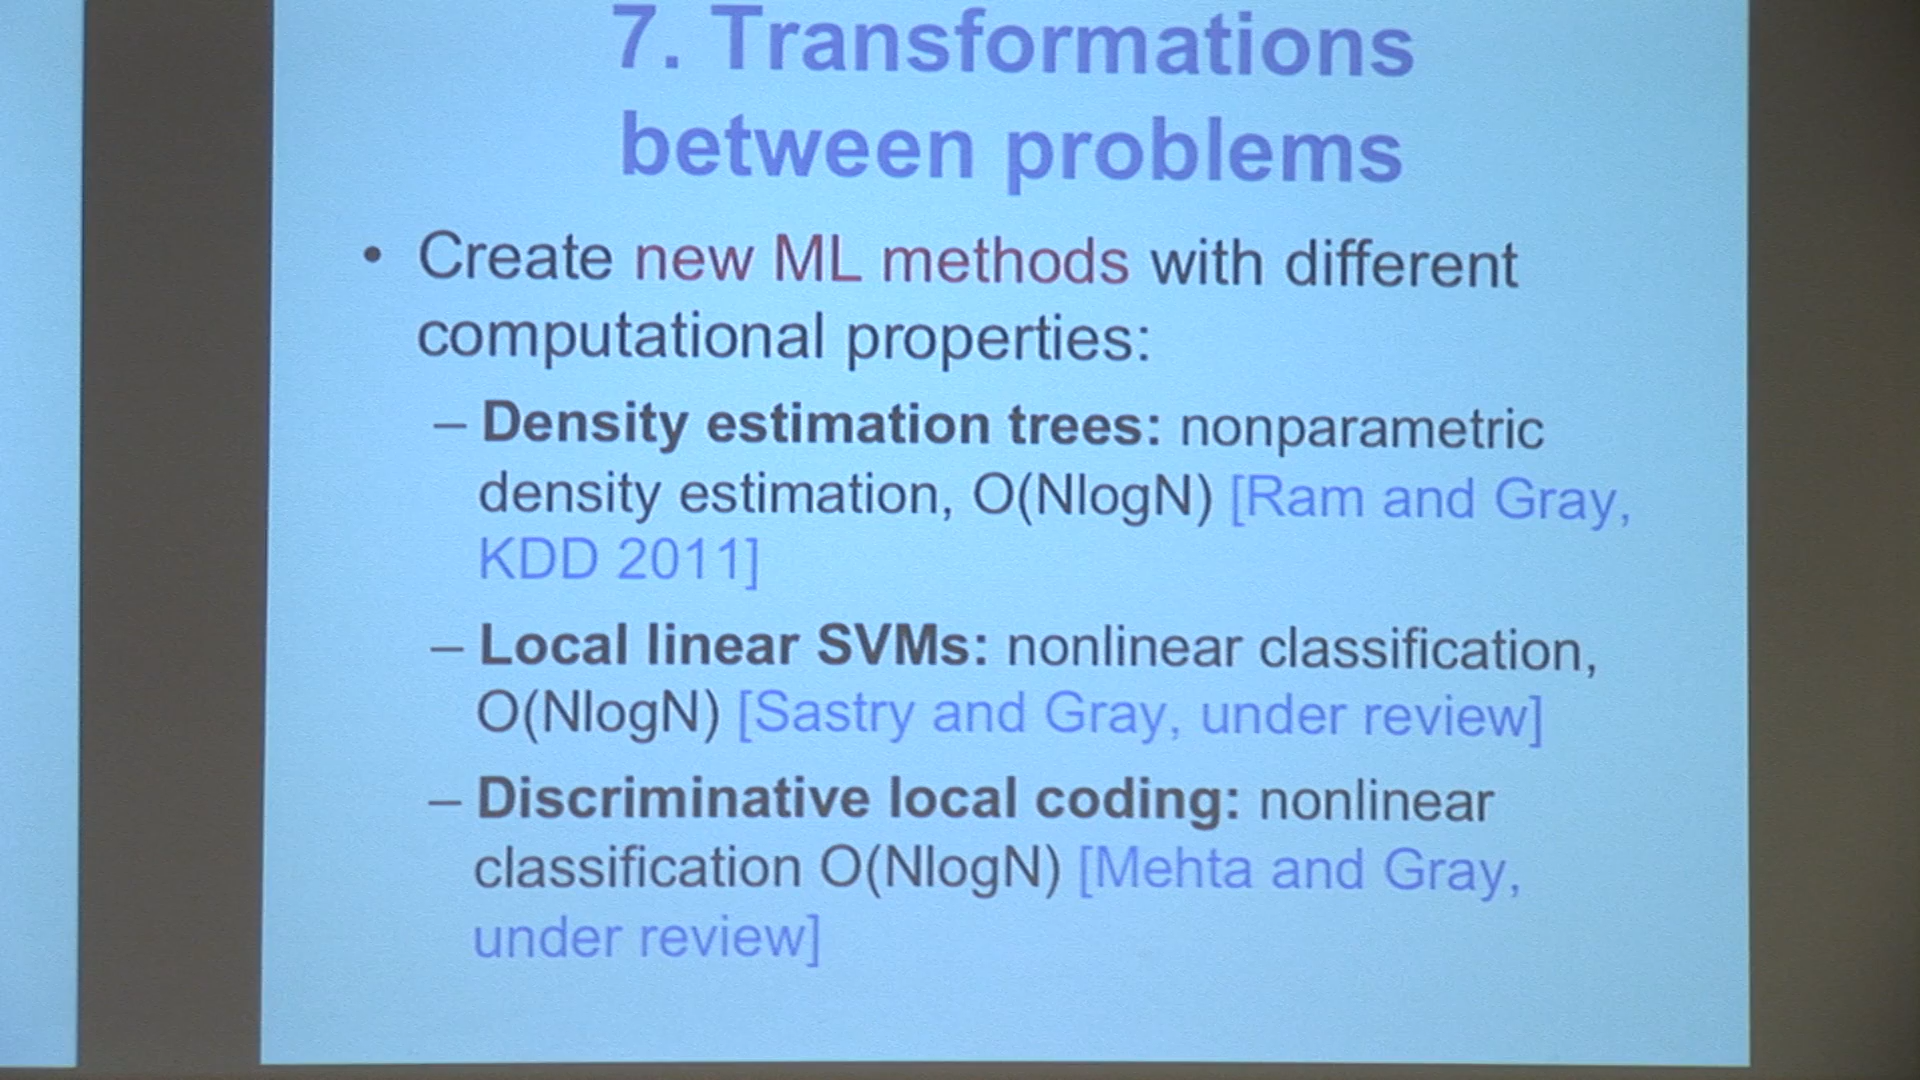 7. Transformations
between problems
• Create new ML methods with different
computational properties:
– Density estimation trees: nonparametric
density estimation, O(NlogN) [Ram and Gray,
KDD 2011]
– Local linear SVMs: nonlinear classification,
O(NlogN) [Sastry and Gray, under review]
– Discriminative local coding: nonlinear
classification O(NlogN) [Mehta and Gray,
under review]